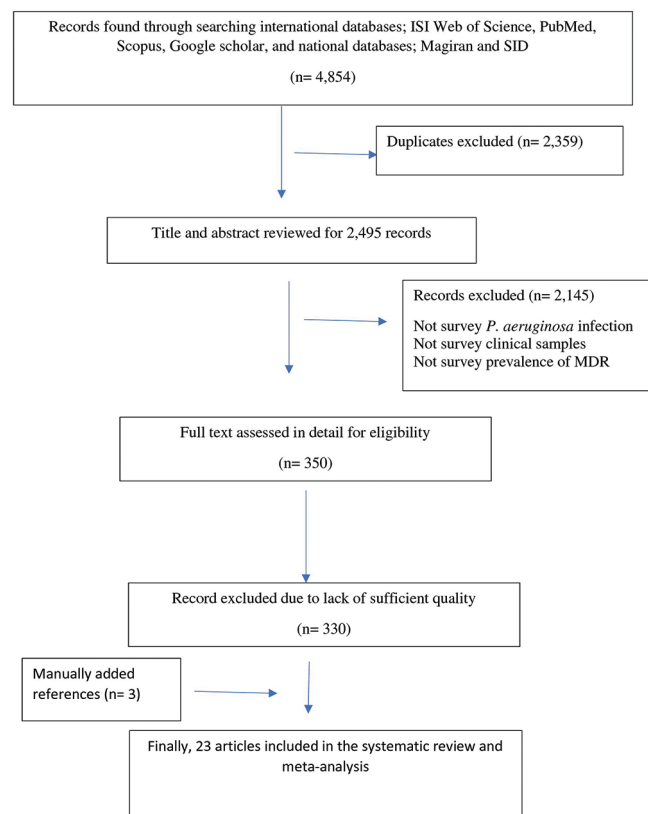 Records found through searching international databases; ISI Web of Science, PubMed,
Scopus, Google scholar, and national databases; Magiran and SID
(n= 4,854)
Duplicates excluded (n= 2,359)
Title and abstract reviewed for 2,495 records
Records excluded (n= 2,145)
Not survey P. aeruginosa infection
Not survey clinical samples
Not survey prevalence of MDR
Full text assessed in detail for eligibility
(n= 350)
Record excluded due to lack of sufficient quality
(n= 330)
Manually added
references (n= 3)
Finally, 23 articles included in the systematic review and
meta-analysis